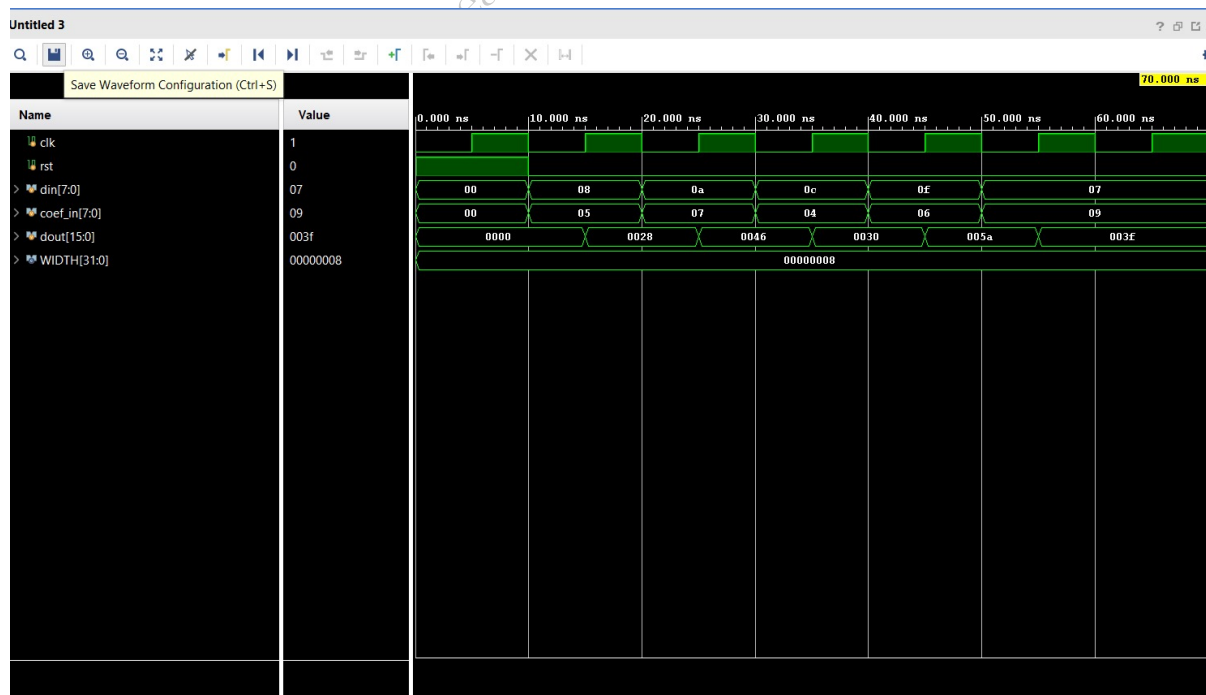 Untitled 3
Save Waveform Configuration (Ctrl+S)
70.000 ns
Name Value
0.000 ns 10.000 ns 20.000 ns 30.000 ns 40.000 ns 50.000 ns 60.000 ns
clk 1
rst 0
din[7:0] 07 00 08 0a 0c 0f 07
coef_in[7:0] 09 00 05 07 04 06 09
dout[15:0] 003f 0000 0028 0046 0030 005a 003f
WIDTH[31:0] 00000008 00000008